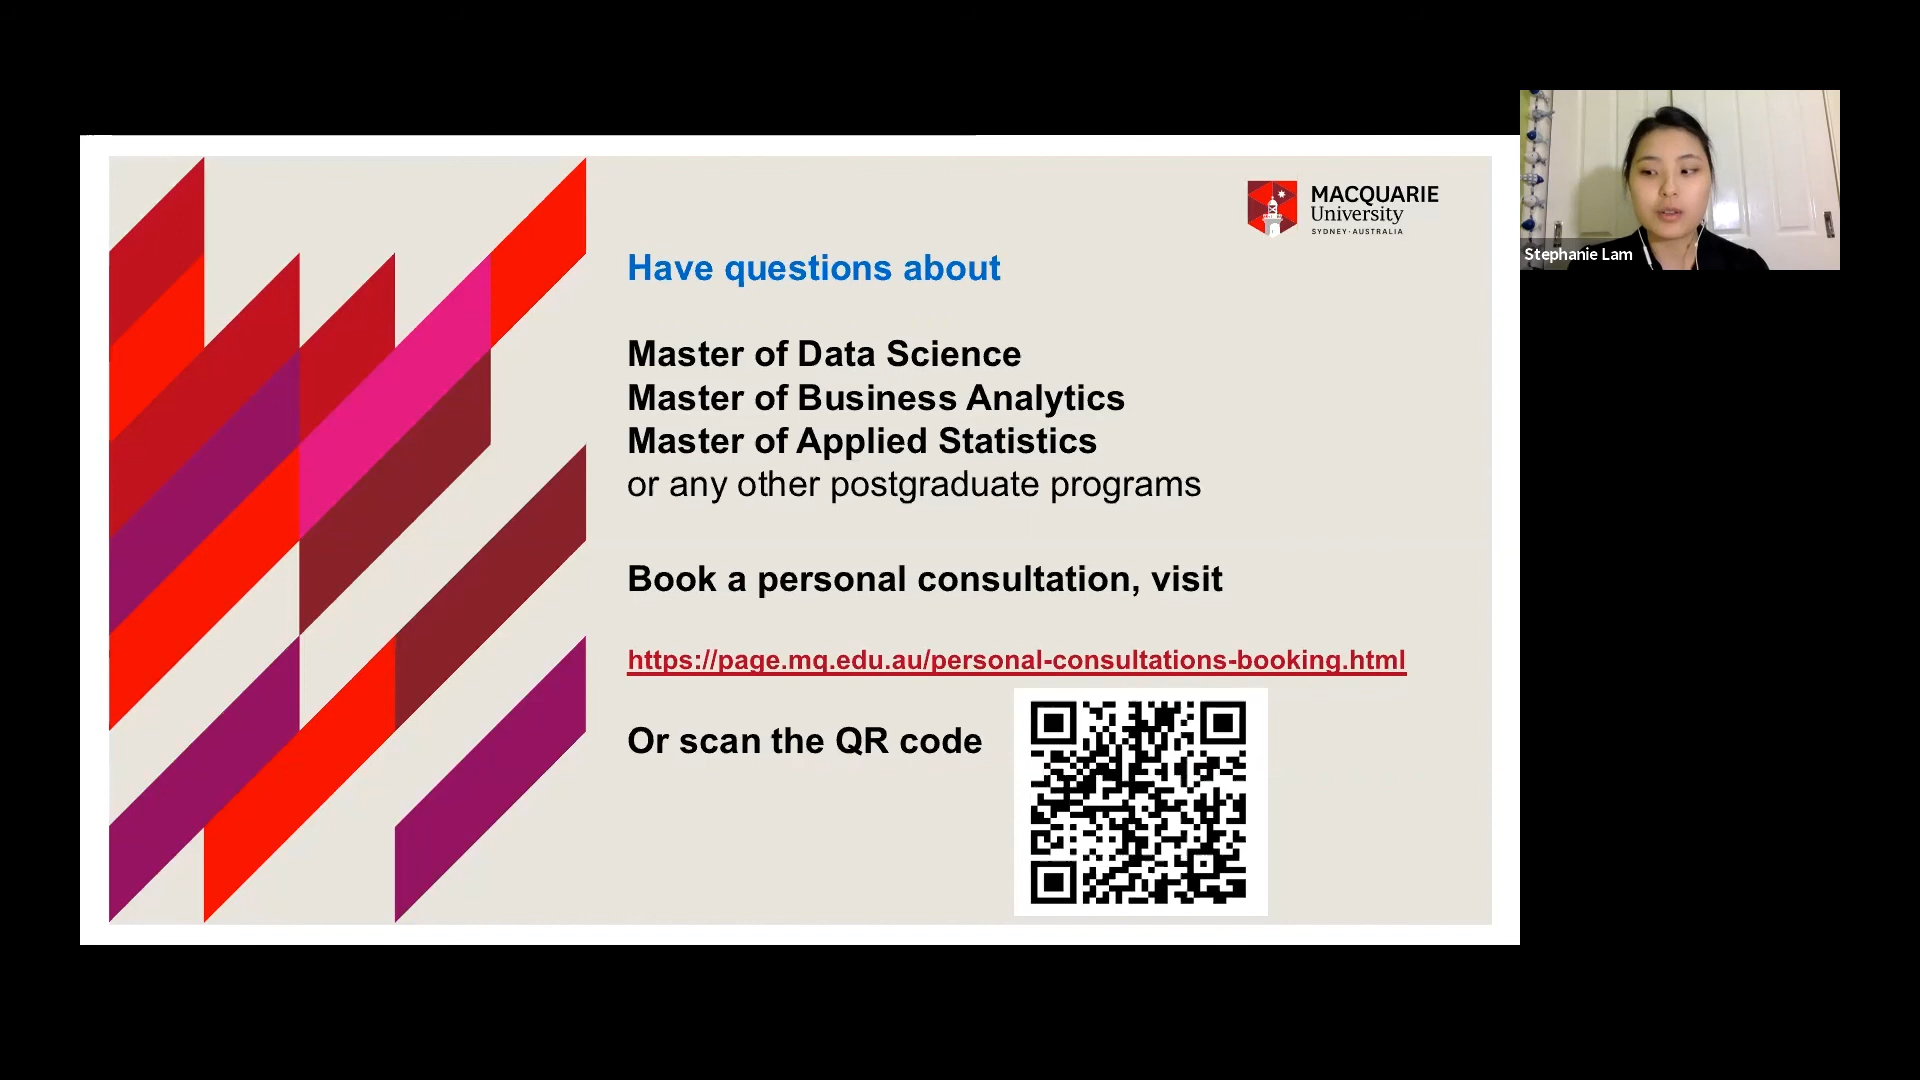 MACQUARIE
University
SYDNEY·AUSTRALIA
Have questions about
Master of Data Science
Master of Business Analytics
Master of Applied Statistics
or any other postgraduate programs
Book a personal consultation, visit
https://page.mq.edu.au/personal-consultations-booking.html
Or scan the QR code
Stephanie Lam